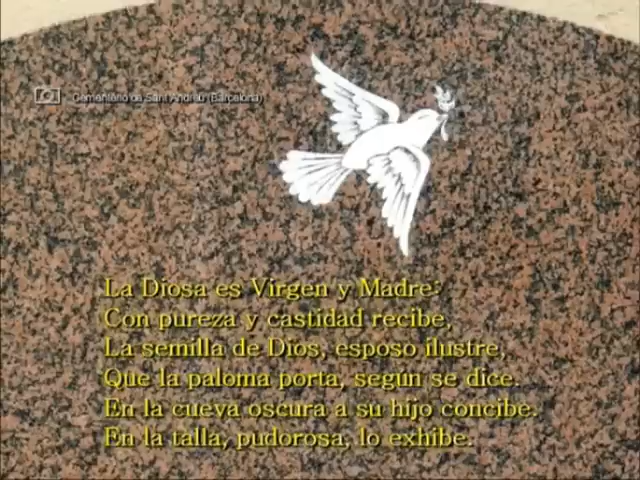 Cementerio de Sant Andreu (Barcelona)
La Diosa es Virgen y Madre:
Con pureza y castidad recibe,
La semilla de Dios, esposo ilustre,
Que la paloma porta, según se dice.
En la cueva oscura a su hijo concibe.
En la talla, pudorosa, lo exhibe.